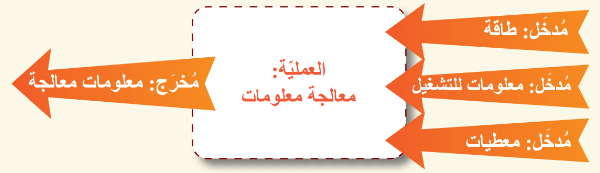 مُدخَل: طاقة
مُدخَل: معلومات للتشغيل
مُدخَل: معطيات
العمليّة:
معالجة معلومات
مُخرَج: معلومات معالجة